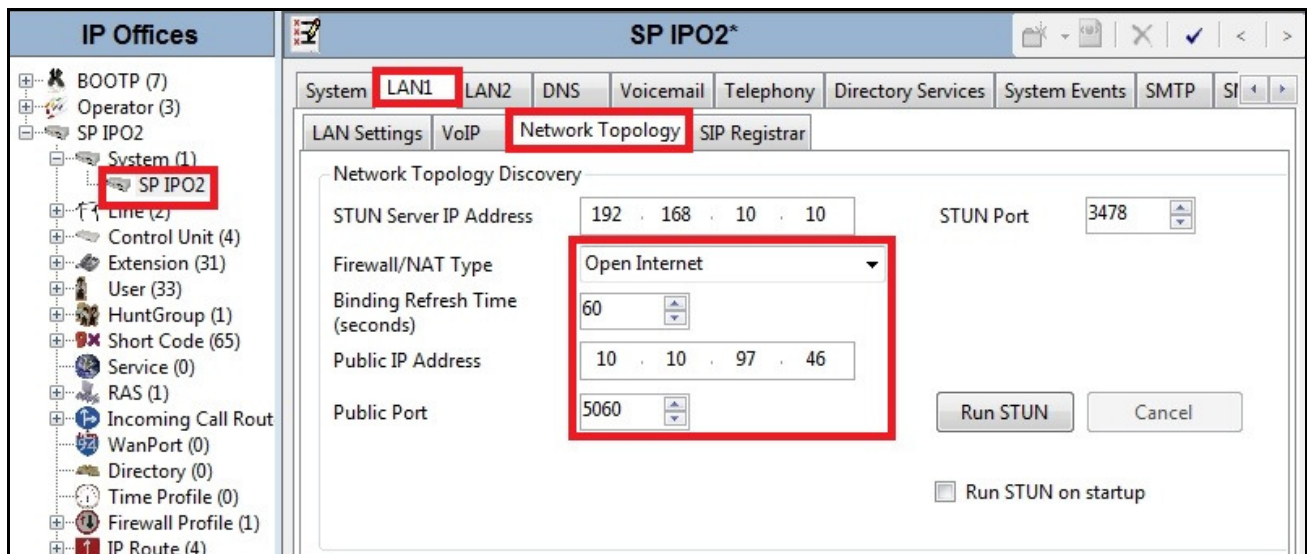 IP Offices
BOOTP (7)
Operator (3)
SP IPO2
System (1)
SP IPO2
Line (2)
Control Unit (4)
Extension (31)
User (33)
HuntGroup (1)
Short Code (65)
Service (0)
RAS (1)
Incoming Call Rout
WanPort (0)
Directory (0)
Time Profile (0)
Firewall Profile (1)
IP Route (4)
SP IPO2*
System LAN1 LAN2 DNS Voicemail Telephony Directory Services System Events SMTP
LAN Settings VoIP Network Topology SIP Registrar
Network Topology Discovery
STUN Server IP Address 192 . 168 . 10 . 10 STUN Port 3478
Firewall/NAT Type Open Internet
Binding Refresh Time
(seconds) 60
Public IP Address 10 . 10 . 97 . 46
Public Port 5060 Run STUN Cancel
Run STUN on startup